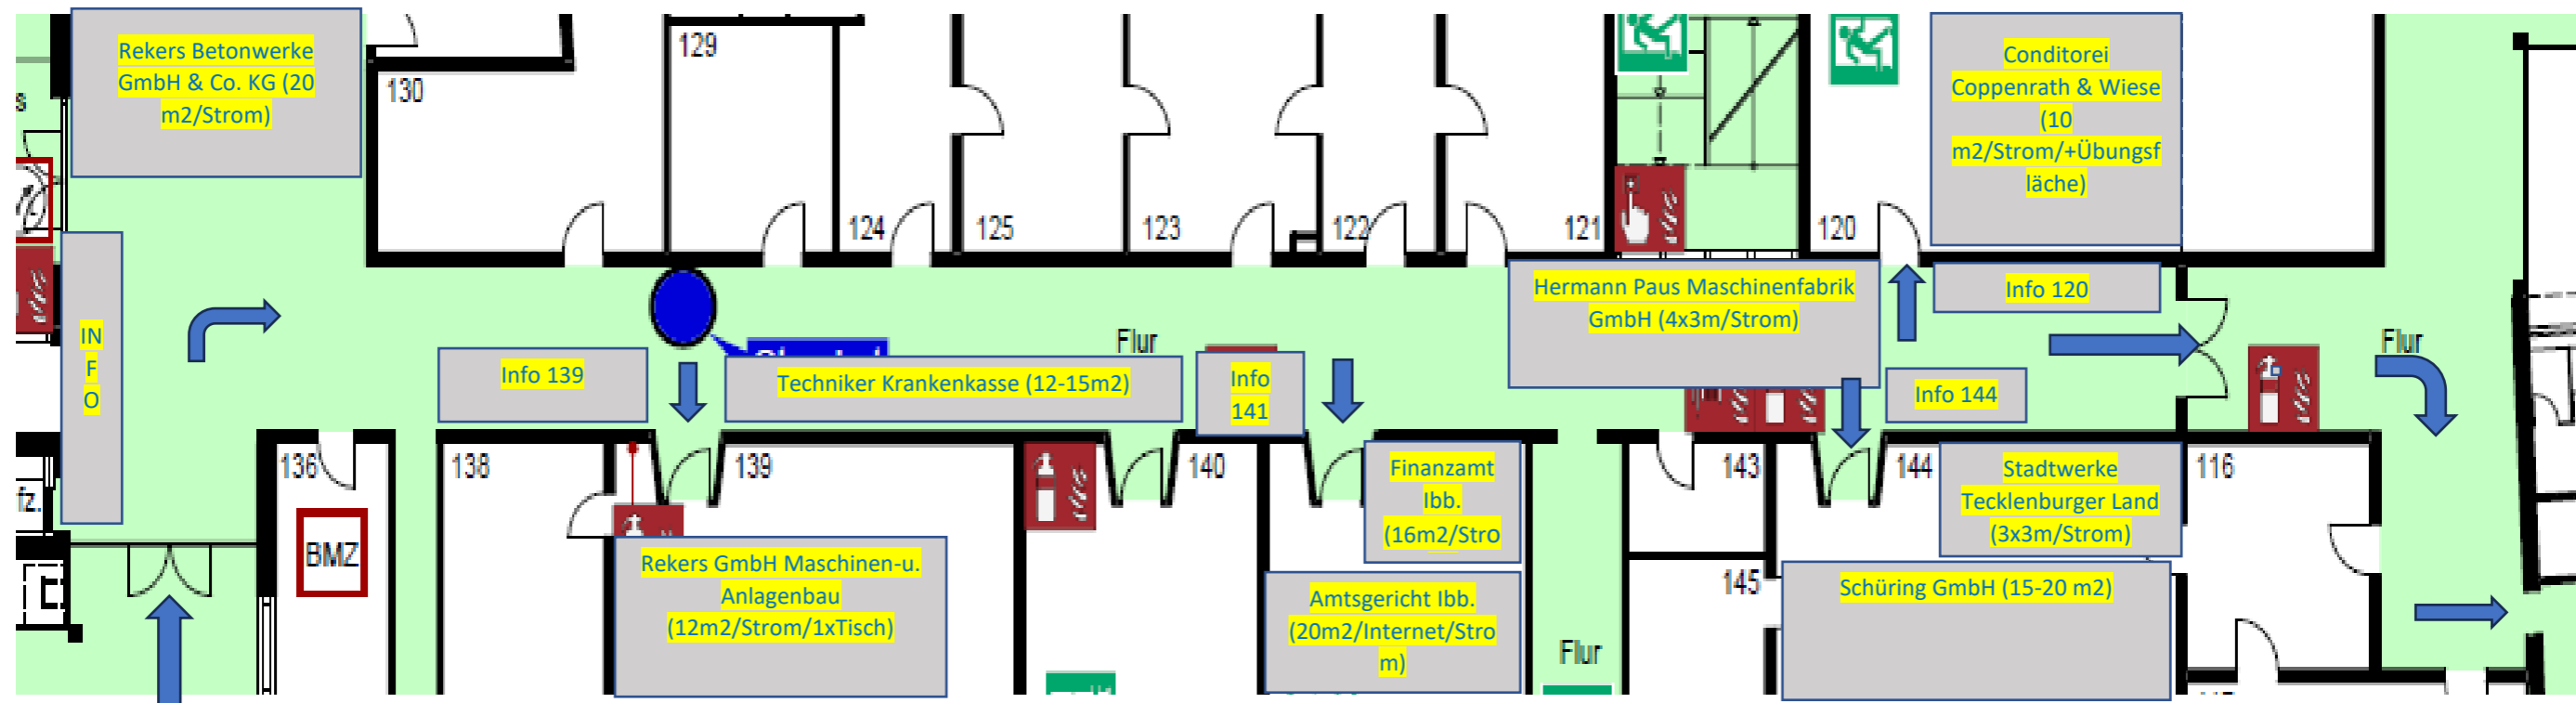 Rekers Betonwerke
GmbH & Co. KG (20
m2/Strom)
129
130
124
125
123
122
121
120
Conditorei
Coppenrath & Wiese
(10
m2/Strom/+Übungsf
läche)
IN
F
O
Info 139
Techniker Krankenkasse (12-15m2)
Flur
Info
141
Hermann Paus Maschinenfabrik
GmbH (4x3m/Strom)
Info 120
Info 144
Flur
fz.
136
BMZ
138
139
Rekers GmbH Maschinen-u.
Anlagenbau
(12m2/Strom/1xTisch)
140
Finanzamt
Ibb.
(16m2/Stro
Amtsgericht Ibb.
(20m2/Internet/Stro
m)
Flur
143
145
144
Stadtwerke
Tecklenburger Land
(3x3m/Strom)
Schüring GmbH (15-20 m2)
116